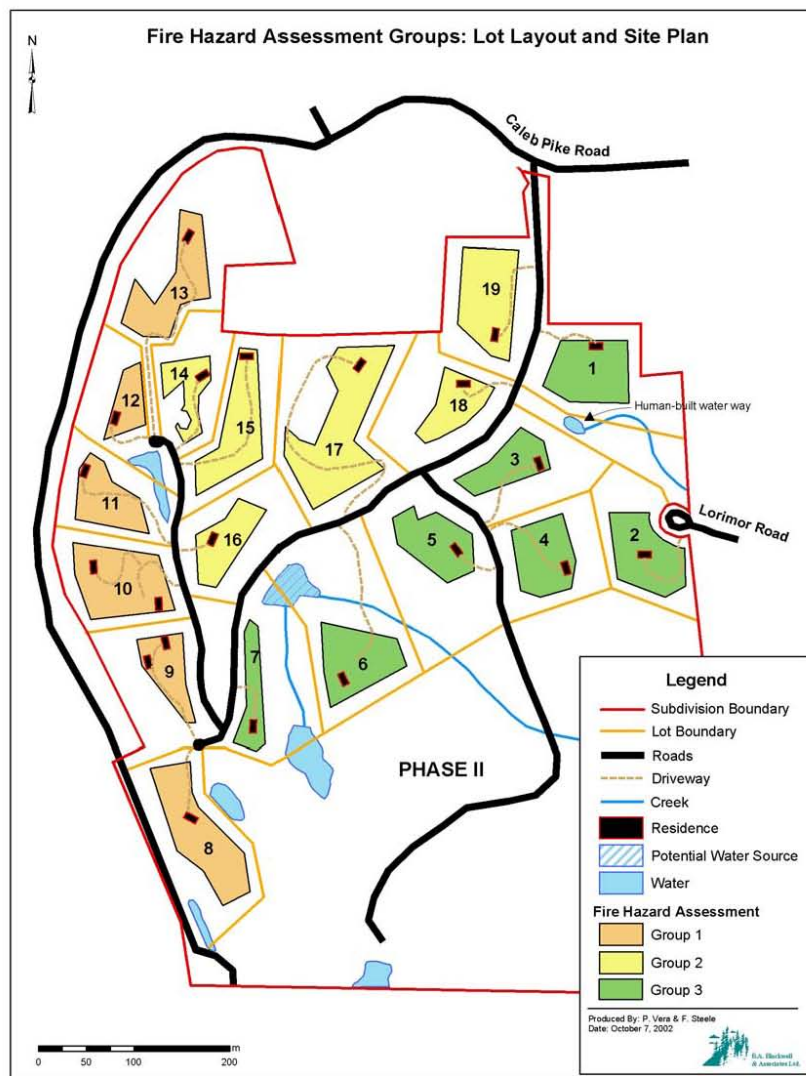 Fire Hazard Assessment Groups: Lot Layout and Site Plan
N
Caleb Pike Road
13
19
1
12
14
15
17
18
Human-built water way
11
3
Lorimor Road
16
5
4
2
10
9
7
6
8
PHASE II
Legend
Subdivision Boundary
Lot Boundary
Roads
Driveway
Creek
Residence
Potential Water Source
Water
Fire Hazard Assessment
Group 1
Group 2
Group 3
Produced By: P. Vera & F. Steele
Date: October 7, 2002
B.A. Blackwell
& Associates Ltd.
m
0 50 100 200